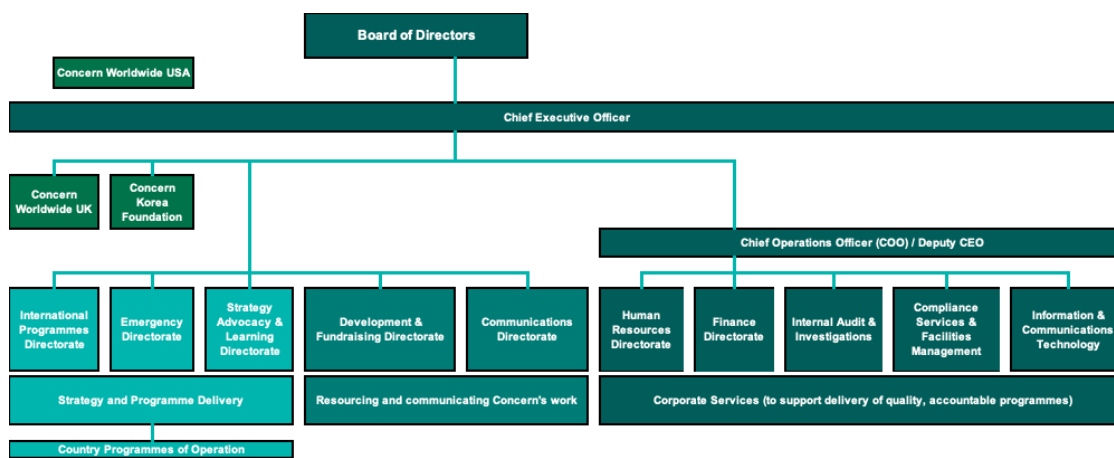 Board of Directors
Concern Worldwide USA
Chief Executive Officer
Concern
Worldwide UK
Concern
Korea
Foundation
Chief Operations Officer (COO) / Deputy CEO
International
Programmes
Directorate
Emergency
Directorate
Strategy
Advocacy &
Learning
Directorate
Development &
Fundraising Directorate
Communications
Directorate
Human
Resources
Directorate
Finance
Directorate
Internal Audit &
Investigations
Compliance
Services &
Facilities
Management
Information &
Communications
Technology
Strategy and Programme Delivery
Resourcing and communicating Concern's work
Corporate Services (to support delivery of quality, accountable programmes)
Country Programmes of Operation